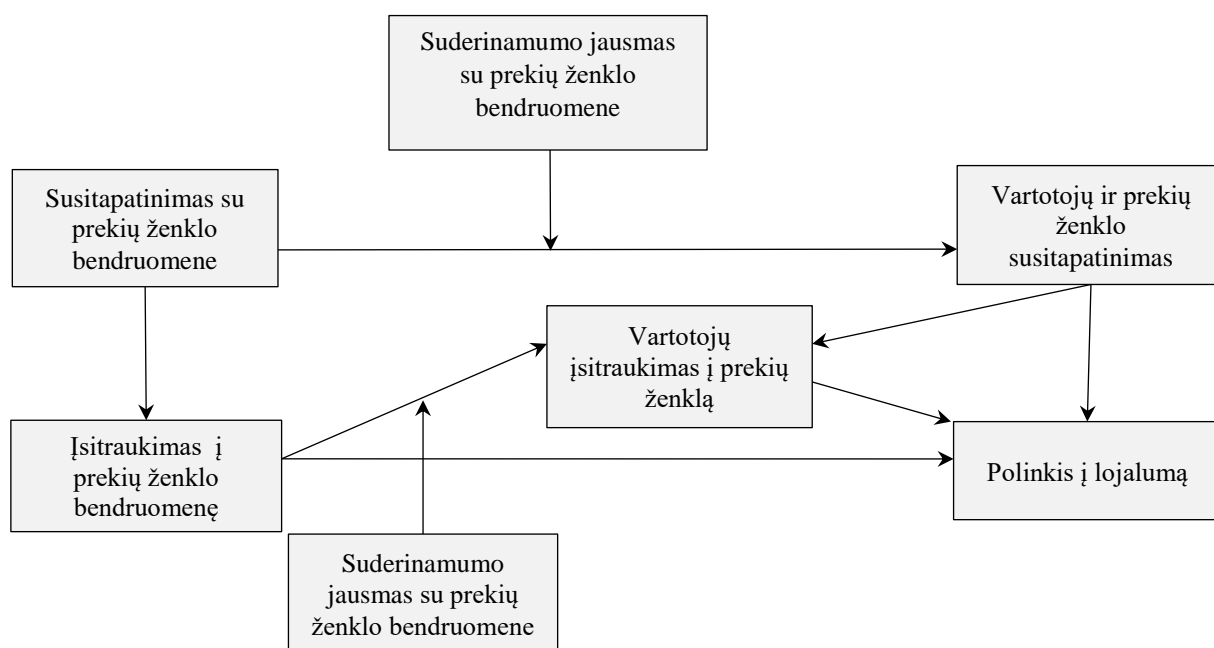 Suderinamumo jausmas
su prekių ženklo
bendruomene
Susitapatinimas su
prekių ženklo
bendruomene
Vartotojų ir prekių
ženklo
susitapatinimas
Vartotojų
įsitraukimas į prekių
ženklą
Įsitraukimas į
prekių ženklo
bendruomenę
Polinkis į lojalumą
Suderinamumo
jausmas su prekių
ženklo bendruomene